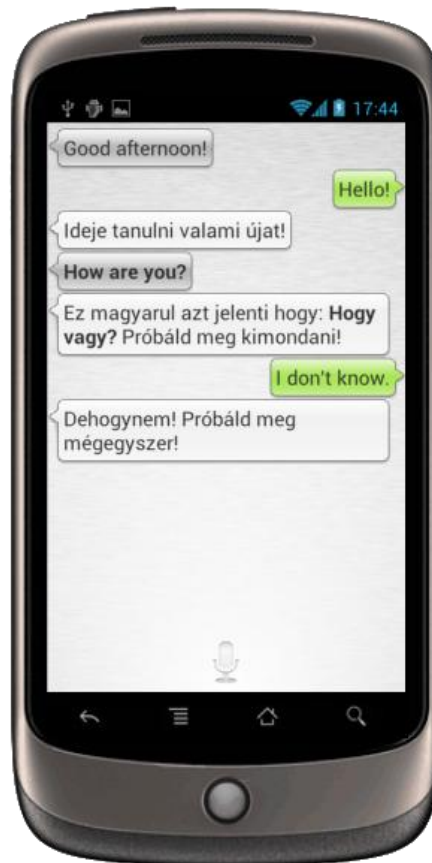 17:44
Good afternoon!
Hello!
Ideje tanulni valami újat!
How are you?
Ez magyarul azt jelenti hogy: Hogy
vagy? Próbáld meg kimondani!
I don't know.
Dehogynem! Próbáld meg
mégegyszer!